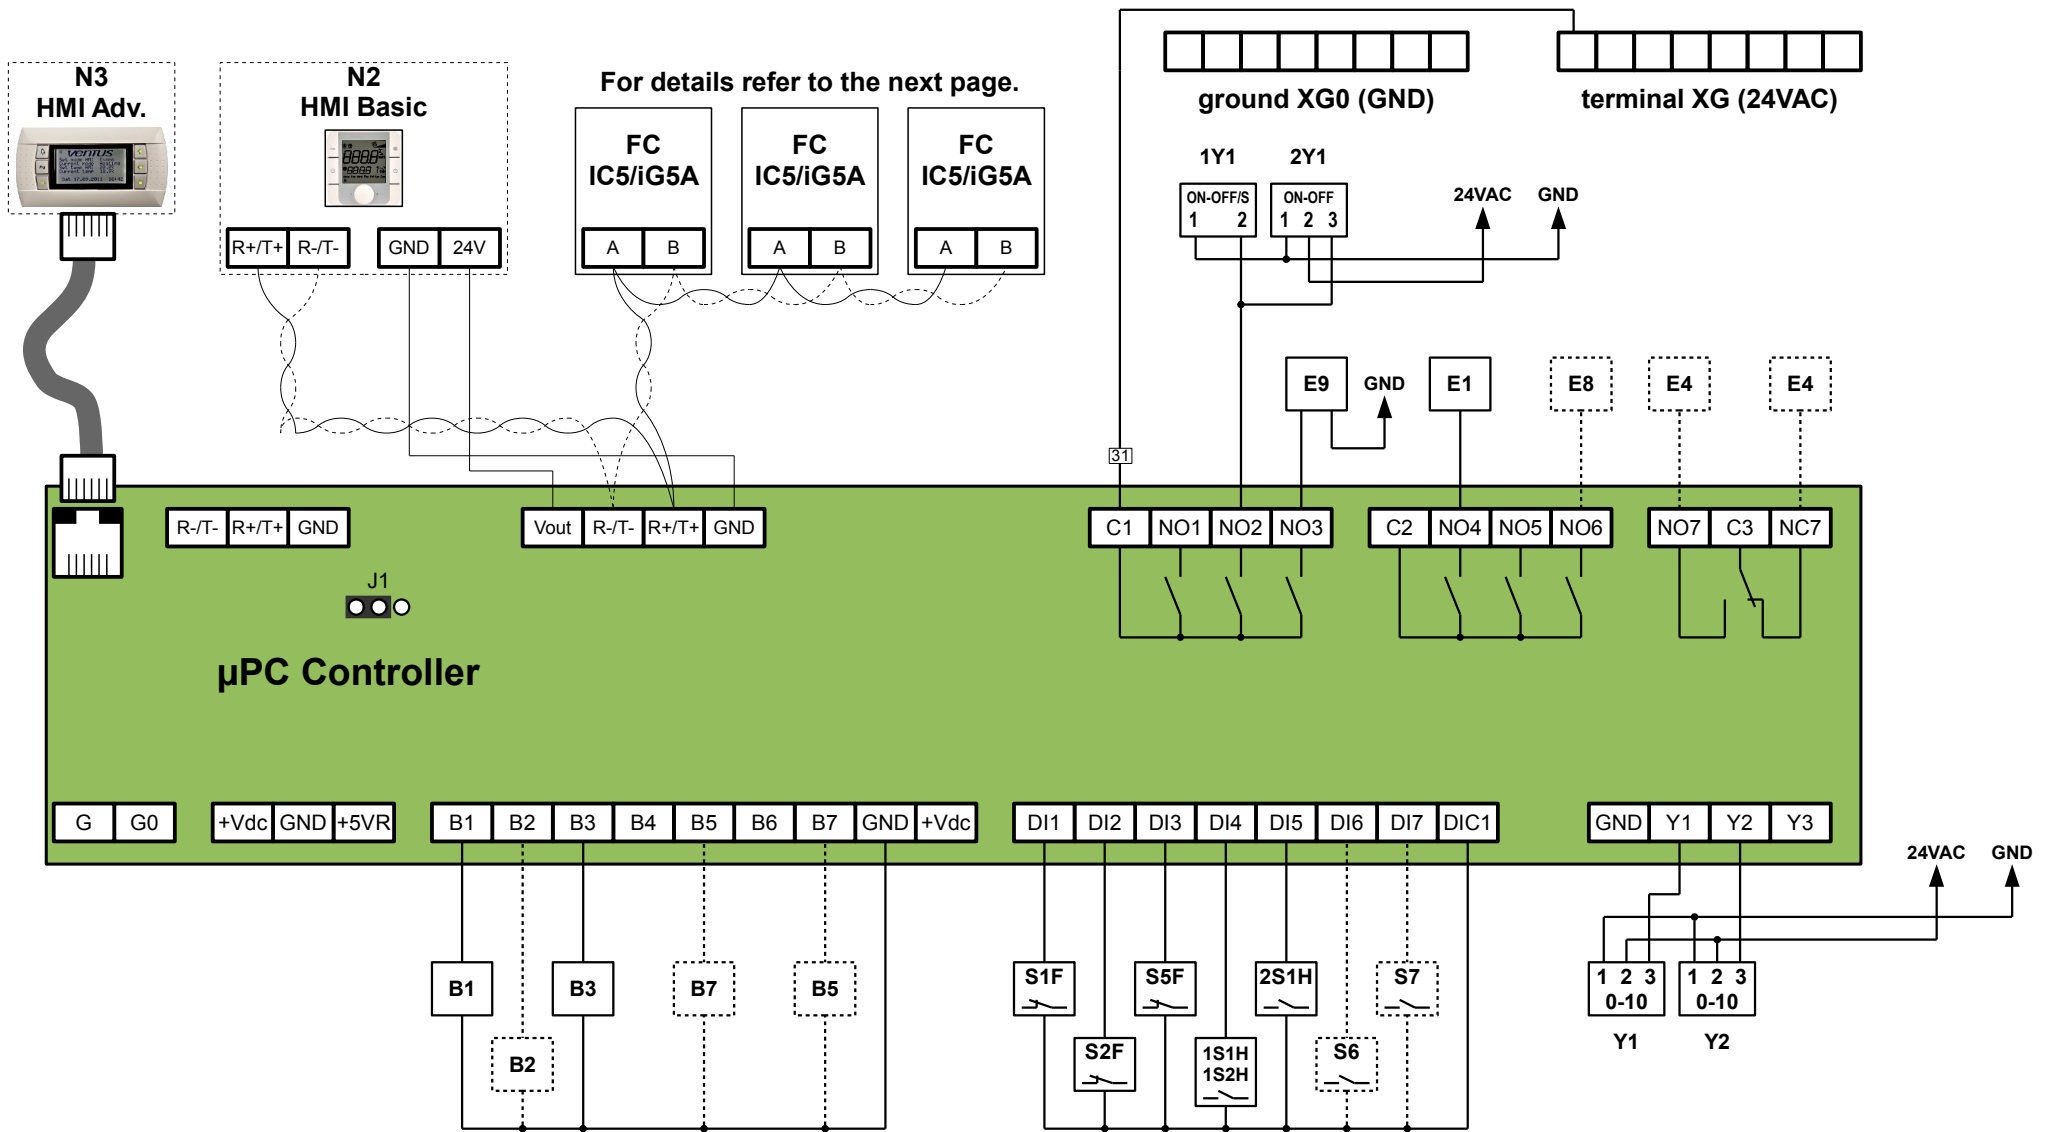 N3
HMI Adv.
N2
HMI Basic
For details refer to the next page.
FC
IC5/iG5A
FC
IC5/iG5A
FC
IC5/iG5A
ground XG0 (GND)
terminal XG (24VAC)
ventus
R+/T+ R-/T- GND 24V
A B
A B
A B
1Y1 2Y1
ON-OFF/S
1 2
ON-OFF
1 2 3
24VAC GND
E9 GND E1 E8 E4 E4
31
R-/T- R+/T+ GND
Vout R-/T- R+/T+ GND
C1 NO1 NO2 NO3
C2 NO4 NO5 NO6
NO7 C3 NC7
J1
µPC Controller
G G0
+Vdc GND +5VR
B1 B2 B3 B4 B5 B6 B7 GND +Vdc
DI1 DI2 DI3 DI4 DI5 DI6 DI7 DIC1
GND Y1 Y2 Y3
24VAC GND
B1 B3 B7 B5
B2
S1F S5F 2S1H S7
S2F
1S1H
1S2H
S6
1 2 3
0-10
Y1
1 2 3
0-10
Y2